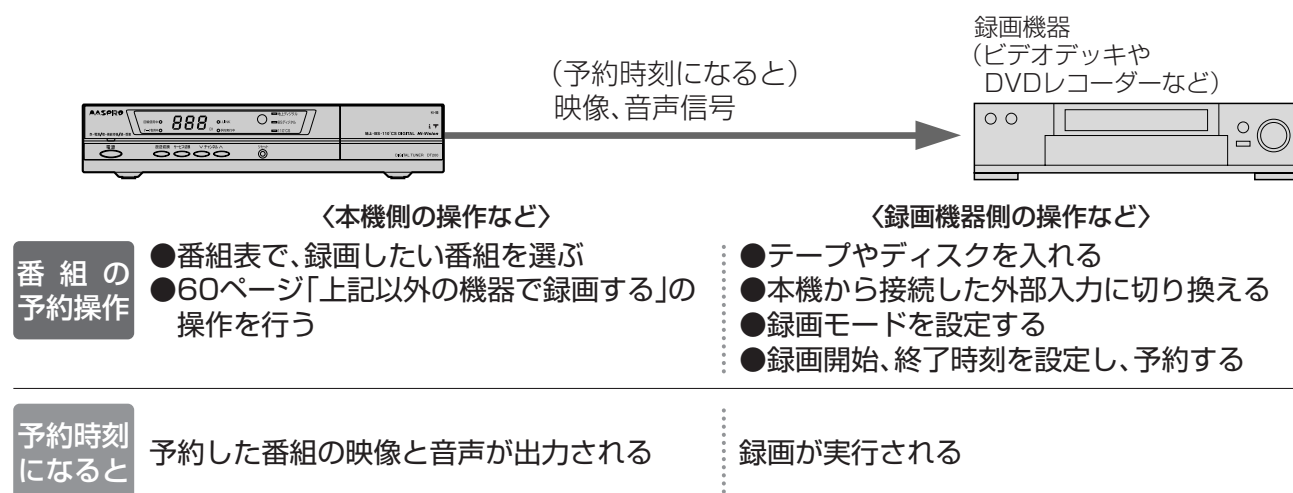 録画機器
（ビデオデッキや
DVDレコーダーなど）
（予約時刻になると）
映像、音声信号
MASPRO
888
電源
DIGITAL TUNER
〈本機側の操作など〉
〈録画機器側の操作など〉
番組の
予約操作
●番組表で、録画したい番組を選ぶ
●60ページ「上記以外の機器で録画する」の
操作を行う
●テープやディスクを入れる
●本機から接続した外部入力に切り換える
●録画モードを設定する
●録画開始、終了時刻を設定し、予約する
予約時刻
になると
予約した番組の映像と音声が出力される
録画が実行される